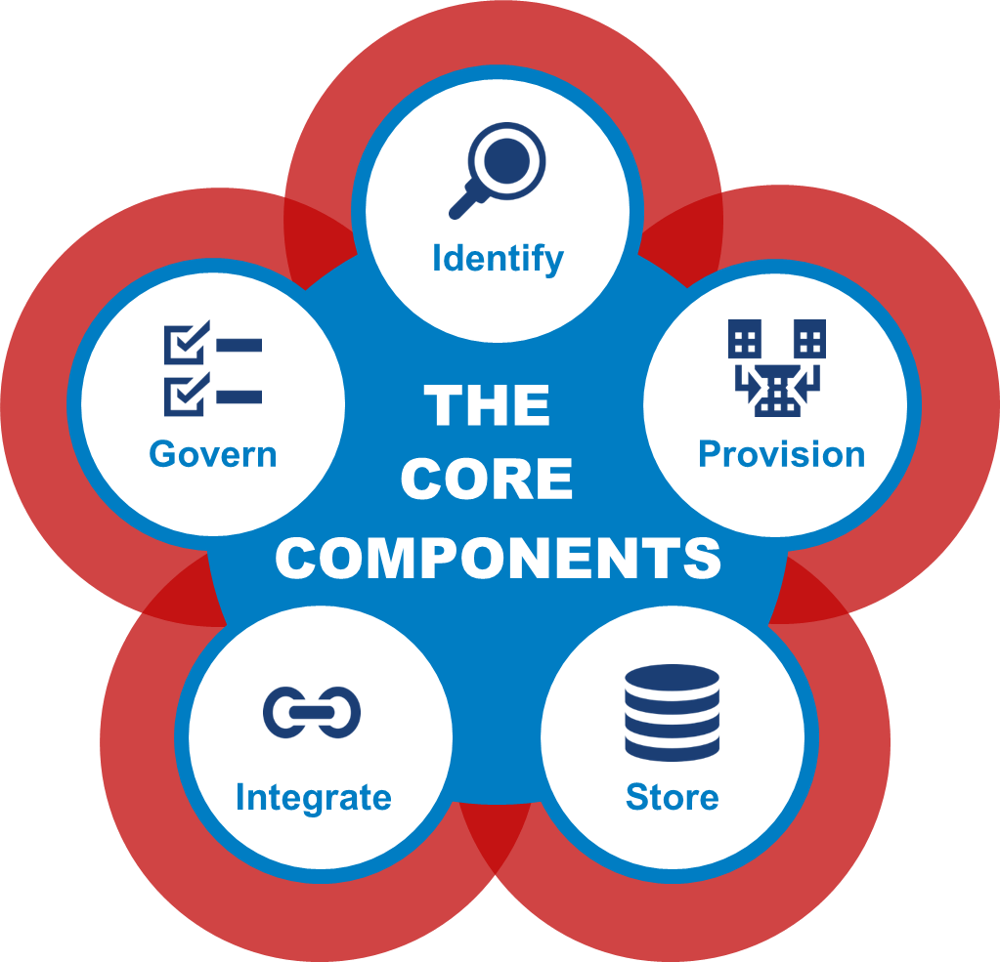 Identify
Govern
Provision
THE
CORE
COMPONENTS
Integrate
Store